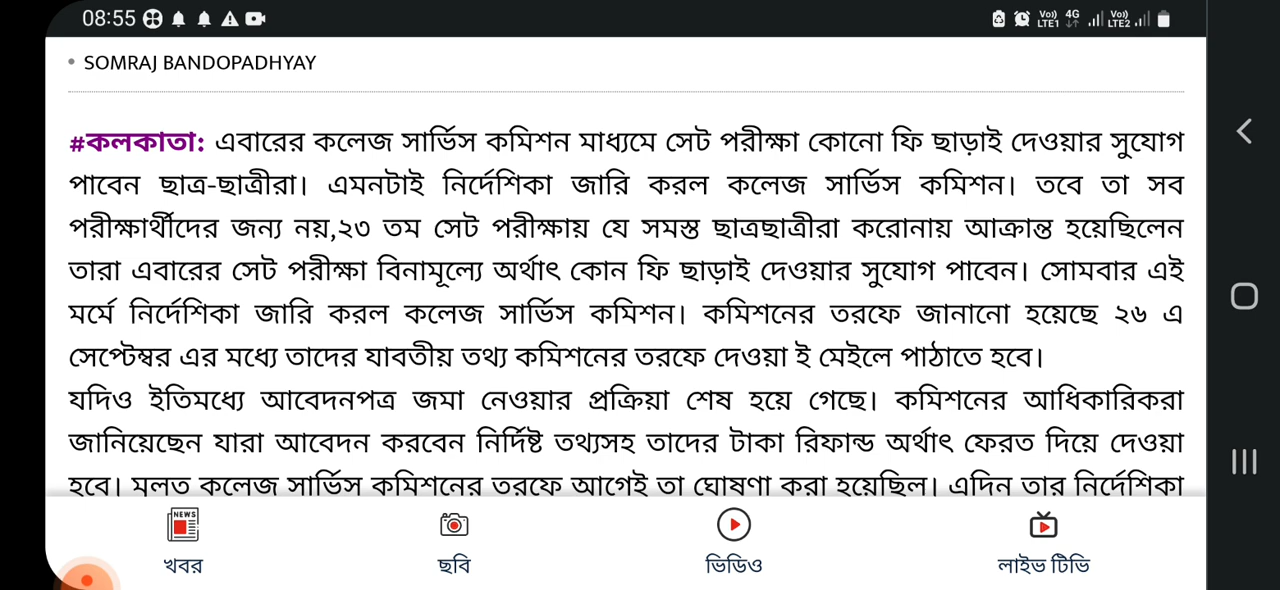 08:55
Vo)) 4G Vo))
LTE1 LTE2
SOMRAJ BANDOPADHYAY
#কলকাতা: এবারের কলেজ সার্ভিস কমিশন মাধ্যমে সেট পরীক্ষা কোনো ফি ছাড়াই দেওয়ার সুযোগ
পাবেন ছাত্র-ছাত্রীরা। এমনটাই নির্দেশিকা জারি করল কলেজ সার্ভিস কমিশন। তবে তা সব
পরীক্ষার্থীদের জন্য নয়,২৩ তম সেট পরীক্ষায় যে সমস্ত ছাত্রছাত্রীরা করোনায় আক্রান্ত হয়েছিলেন
তারা এবারের সেট পরীক্ষা বিনামূল্যে অর্থাৎ কোন ফি ছাড়াই দেওয়ার সুযোগ পাবেন। সোমবার এই
মর্মে নির্দেশিকা জারি করল কলেজ সার্ভিস কমিশন। কমিশনের তরফে জানানো হয়েছে ২৬ এ
সেপ্টেম্বর এর মধ্যে তাদের যাবতীয় তথ্য কমিশনের তরফে দেওয়া ই মেইলে পাঠাতে হবে।
যদিও ইতিমধ্যে আবেদনপত্র জমা নেওয়ার প্রক্রিয়া শেষ হয়ে গেছে। কমিশনের আধিকারিকরা
জানিয়েছেন যারা আবেদন করবেন নির্দিষ্ট তথ্যসহ তাদের টাকা রিফান্ড অর্থাৎ ফেরত দিয়ে দেওয়া
হবে। মূলত কলেজ সার্ভিস কমিশনের তরফে আগেই তা ঘোষণা করা হয়েছিল। এদিন তার নির্দেশিকা
NEWS
খবর ছবি ভিডিও লাইভ টিভি